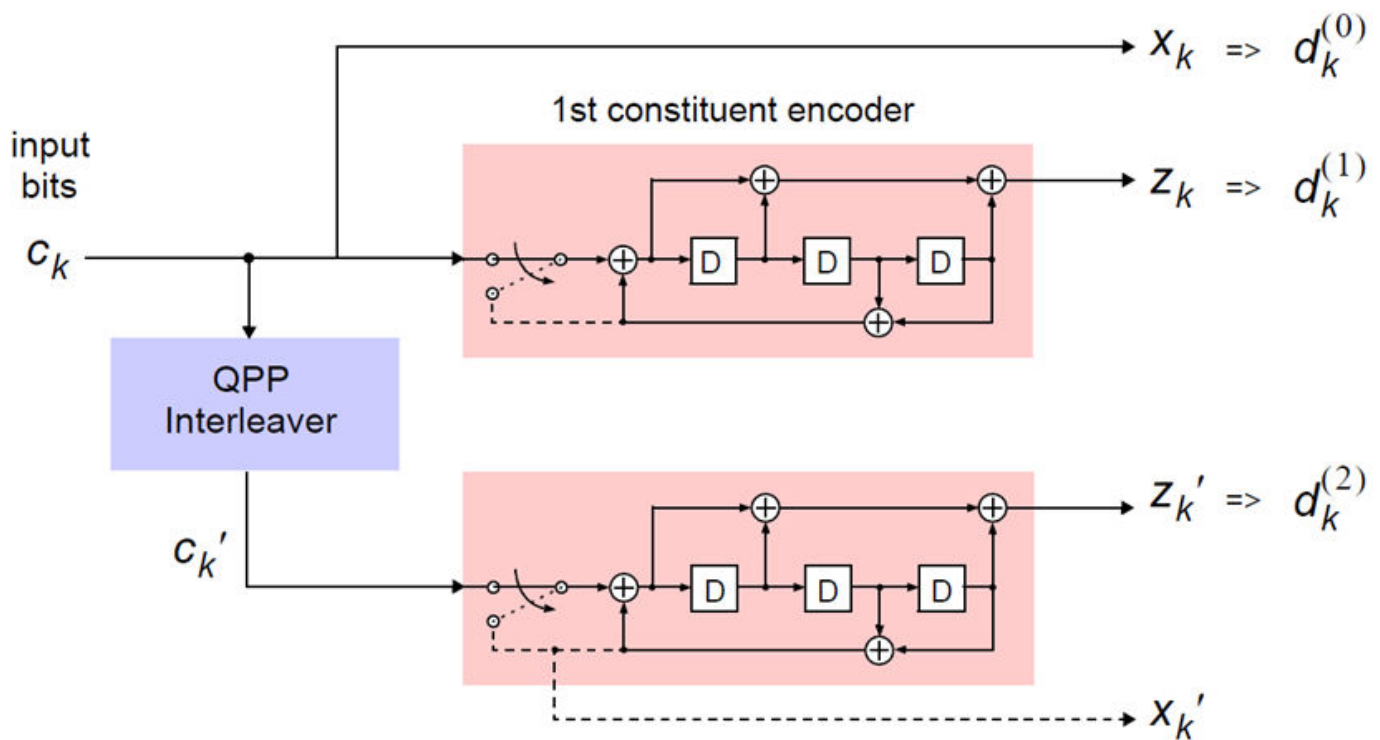 x_k => d_k^{(0)}
1st constituent encoder
input
bits
z_k => d_k^{(1)}
c_k
D D D
QPP
Interleaver
z_k' => d_k^{(2)}
c_k'
D D D
x_k'